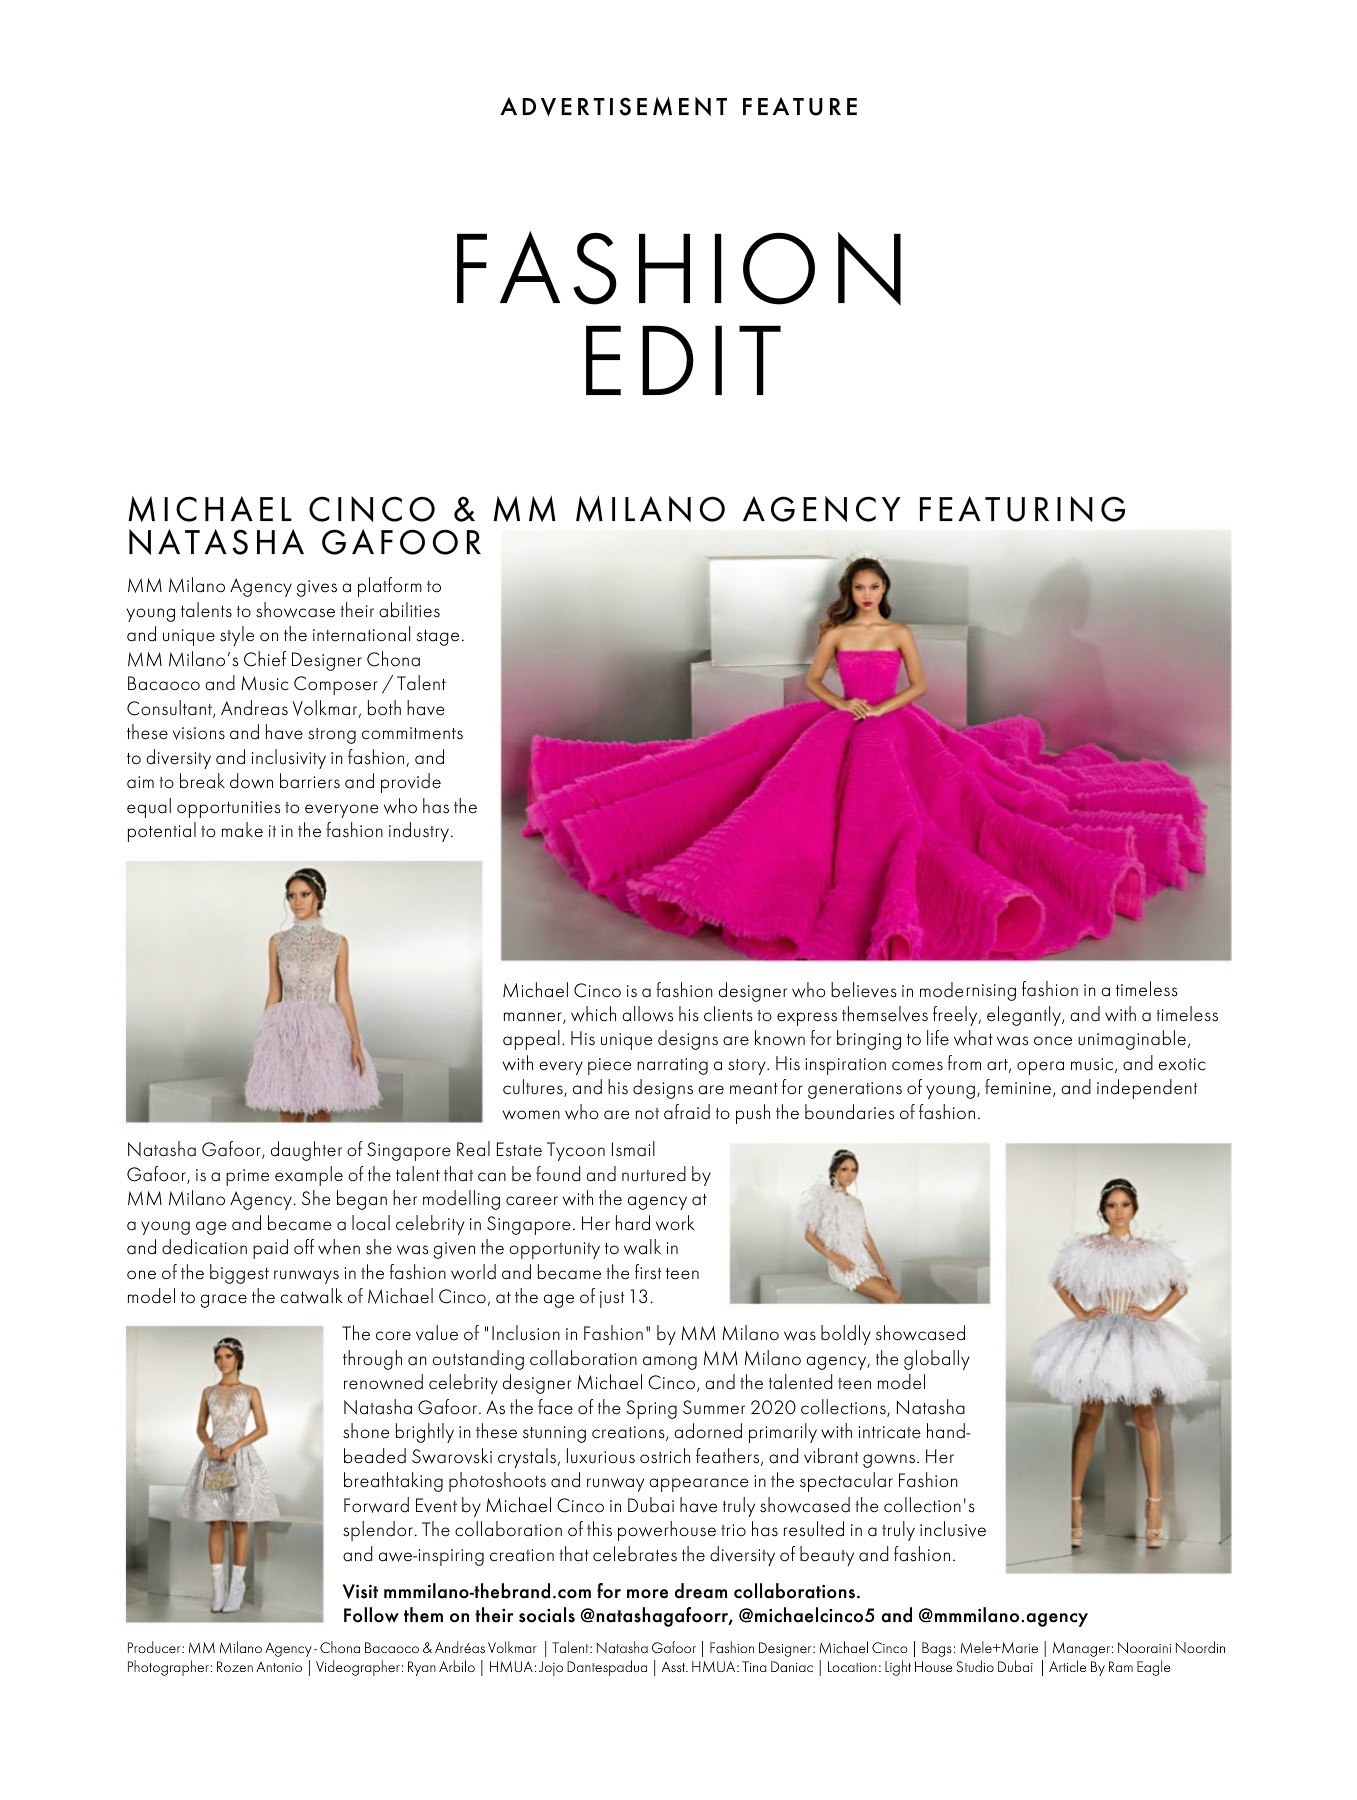 ADVERTISEMENT FEATURE
FASHION
EDIT
MICHAEL CINCO & MM MILANO AGENCY FEATURING
NATASHA GAFOOR
MM Milano Agency gives a platform to
young talents to showcase their abilities
and unique style on the international stage.
MM Milano's Chief Designer Chona
Bacaoco and Music Composer / Talent
Consultant, Andreas Volkmar, both have
these visions and have strong commitments
to diversity and inclusivity in fashion, and
aim to break down barriers and provide
equal opportunities to everyone who has the
potential to make it in the fashion industry.
Michael Cinco is a fashion designer who believes in modernising fashion in a timeless
manner, which allows his clients to express themselves freely, elegantly, and with a timeless
appeal. His unique designs are known for bringing to life what was once unimaginable,
with every piece narrating a story. His inspiration comes from art, opera music, and exotic
cultures, and his designs are meant for generations of young, feminine, and independent
women who are not afraid to push the boundaries of fashion.
Natasha Gafoor, daughter of Singapore Real Estate Tycoon Ismail
Gafoor, is a prime example of the talent that can be found and nurtured by
MM Milano Agency. She began her modelling career with the agency at
a young age and became a local celebrity in Singapore. Her hard work
and dedication paid off when she was given the opportunity to walk in
one of the biggest runways in the fashion world and became the first teen
model to grace the catwalk of Michael Cinco, at the age of just 13.
The core value of "Inclusion in Fashion" by MM Milano was boldly showcased
through an outstanding collaboration among MM Milano agency, the globally
renowned celebrity designer Michael Cinco, and the talented teen model
Natasha Gafoor. As the face of the Spring Summer 2020 collections, Natasha
shone brightly in these stunning creations, adorned primarily with intricate hand-
beaded Swarovski crystals, luxurious ostrich feathers, and vibrant gowns. Her
breathtaking photoshoots and runway appearance in the spectacular Fashion
Forward Event by Michael Cinco in Dubai have truly showcased the collection's
splendor. The collaboration of this powerhouse trio has resulted in a truly inclusive
and awe-inspiring creation that celebrates the diversity of beauty and fashion.
Visit mmmilano-thebrand.com for more dream collaborations.
Follow them on their socials @natashagafoorr, @michaelcinco5 and @mmmilano.agency
Producer: MM Milano Agency - Chona Bacaoco & Andréas Volkmar | Talent: Natasha Gafoor | Fashion Designer: Michael Cinco | Bags: Mele+Marie | Manager: Nooraini Noordin
Photographer: Rozen Antonio | Videographer: Ryan Arbilo | HMUA: Jojo Dantespadua | Asst. HMUA: Tina Daniac | Location: Light House Studio Dubai | Article By Ram Eagle